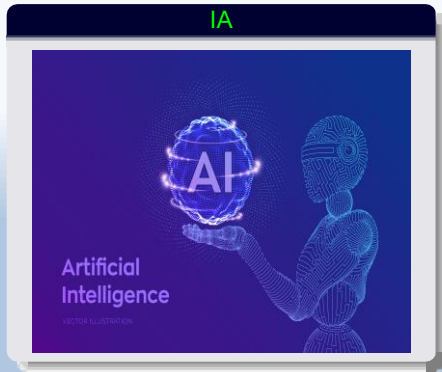 IA
AI
Artificial
Intelligence
VECTOR ILLUSTRATION